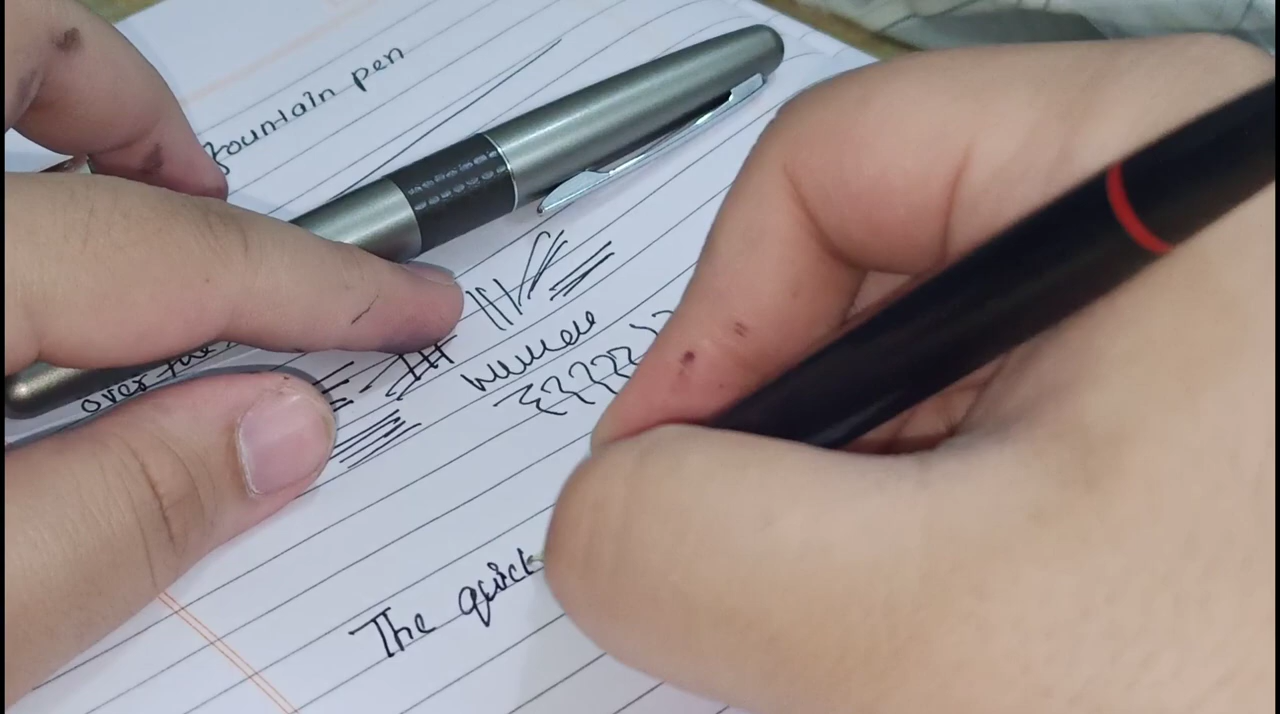 fountain pen
over the
The quick